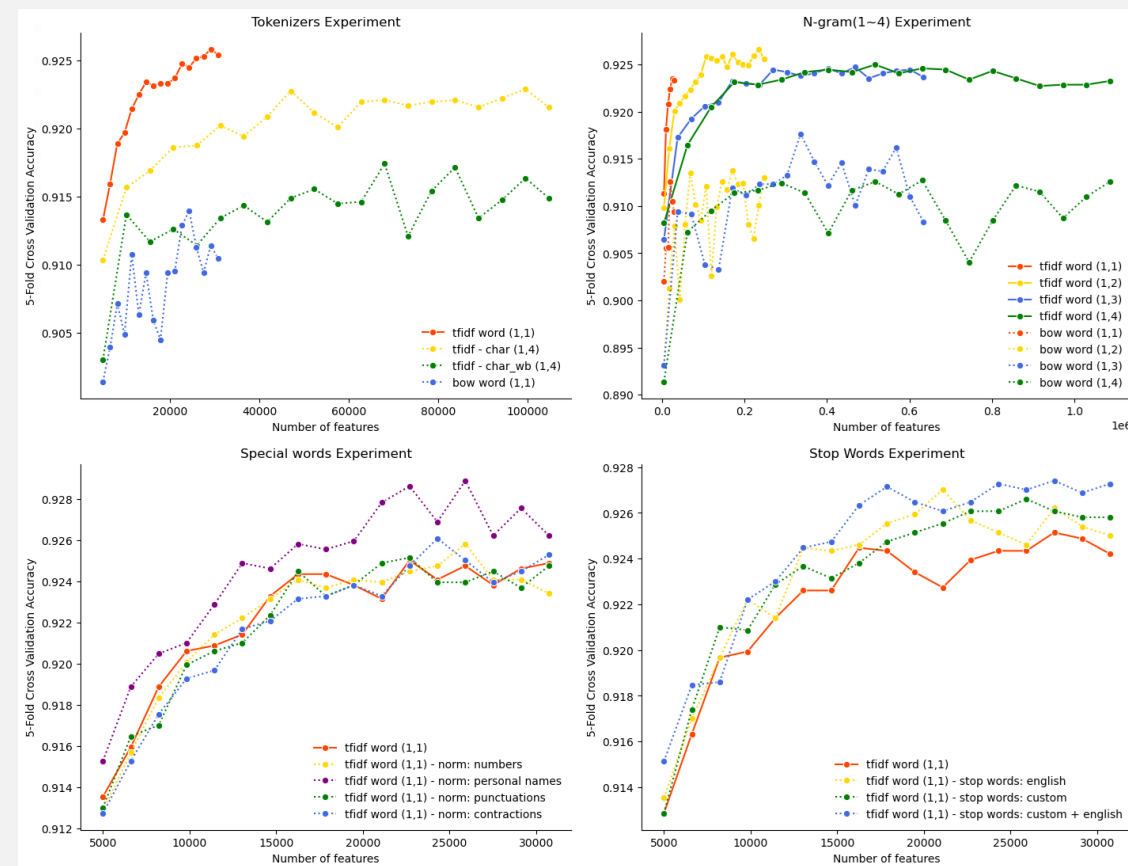 Tokenizers Experiment
0.925
0.920
0.915
0.910
0.905
5-Fold Cross Validation Accuracy
tfidf word (1,1)
tfidf - char (1,4)
tfidf - char_wb (1,4)
bow word (1,1)
20000 40000 60000 80000 100000
Number of features
N-gram(1~4) Experiment
0.925
0.920
0.915
0.910
0.905
0.900
0.895
0.890
5-Fold Cross Validation Accuracy
tfidf word (1,1)
tfidf word (1,2)
tfidf word (1,3)
tfidf word (1,4)
bow word (1,1)
bow word (1,2)
bow word (1,3)
bow word (1,4)
0.0 0.2 0.4 0.6 0.8 1.0
1e6
Number of features
Special words Experiment
0.928
0.926
0.924
0.922
0.920
0.918
0.916
0.914
0.912
5-Fold Cross Validation Accuracy
tfidf word (1,1)
tfidf word (1,1) - norm: numbers
tfidf word (1,1) - norm: personal names
tfidf word (1,1) - norm: punctuations
tfidf word (1,1) - norm: contractions
5000 10000 15000 20000 25000 30000
Number of features
Stop Words Experiment
0.928
0.926
0.924
0.922
0.920
0.918
0.916
0.914
5-Fold Cross Validation Accuracy
tfidf word (1,1)
tfidf word (1,1) - stop words: english
tfidf word (1,1) - stop words: custom
tfidf word (1,1) - stop words: custom + english
5000 10000 15000 20000 25000 30000
Number of features